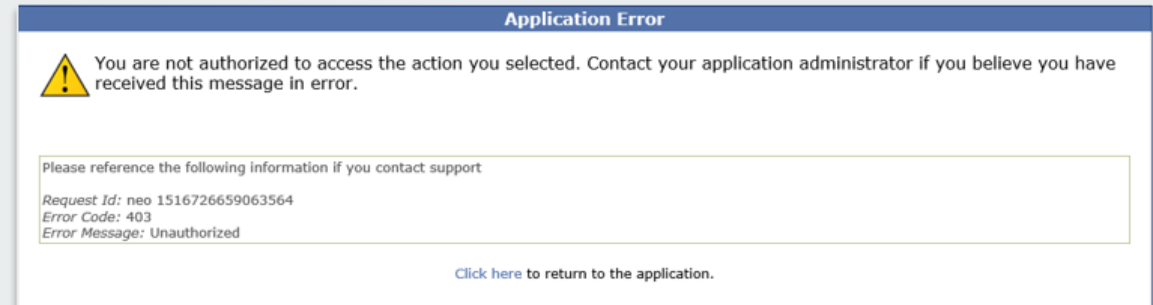 Application Error
You are not authorized to access the action you selected. Contact your application administrator if you believe you have
received this message in error.
Please reference the following information if you contact support
Request Id: neo 1516726659063564
Error Code: 403
Error Message: Unauthorized
Click here to return to the application.